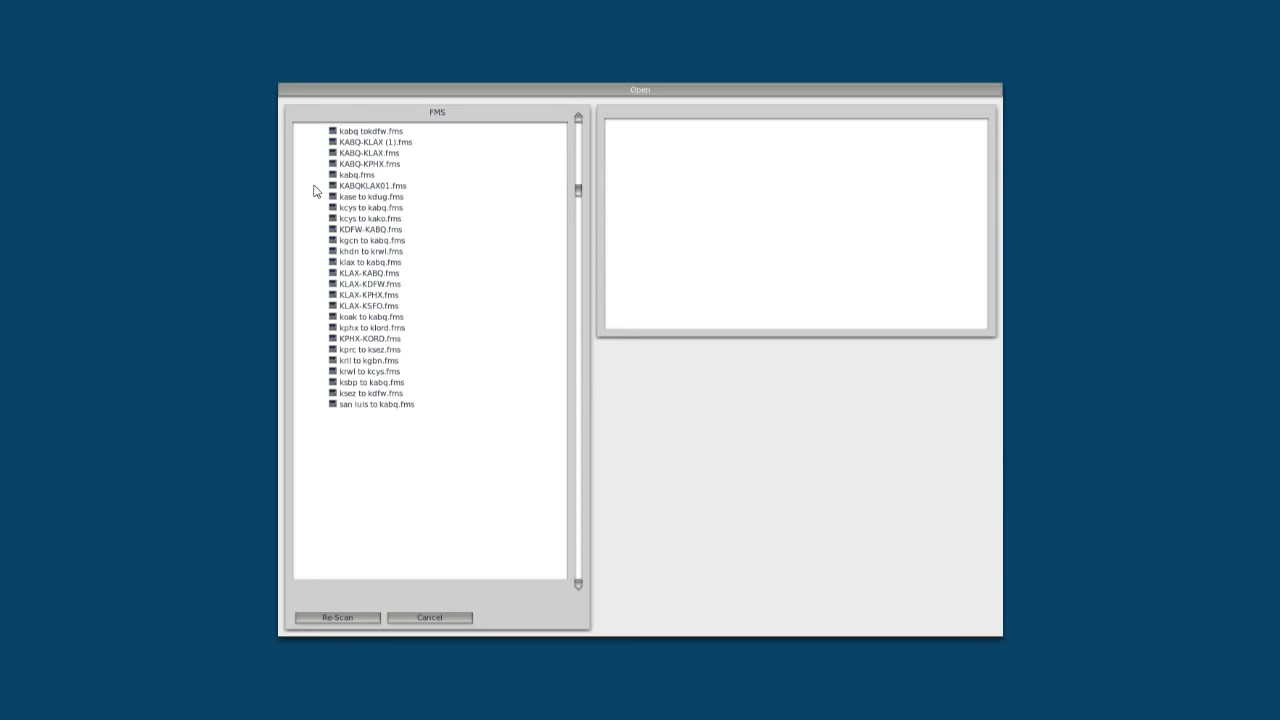 Open
FMS
kabq tokdfw.fms
KABQ-KLAX (1).fms
KABQ-KLAX.fms
KABQ-KPHX.fms
kabq.fms
KABQKLAX01.fms
kase to kdug.fms
kcys to kabq.fms
kcys to kako.fms
KDFW-KABQ.fms
kgcn to kabq.fms
khdn to krwl.fms
klax to kabq.fms
KLAX-KABQ.fms
KLAX-KDFW.fms
KLAX-KPHX.fms
KLAX-KSFO.fms
koak to kabq.fms
kphx to klord.fms
KPHX-KORD.fms
kprc to ksez.fms
kril to kgbn.fms
krwl to kcys.fms
ksbp to kabq.fms
ksez to kdfw.fms
san luis to kabq.fms
Re-Scan
Cancel